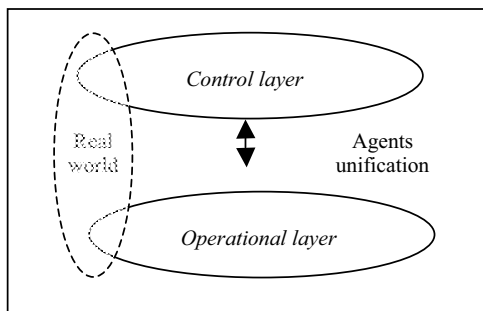 Control layer
Real
world
Agents
unification
Operational layer